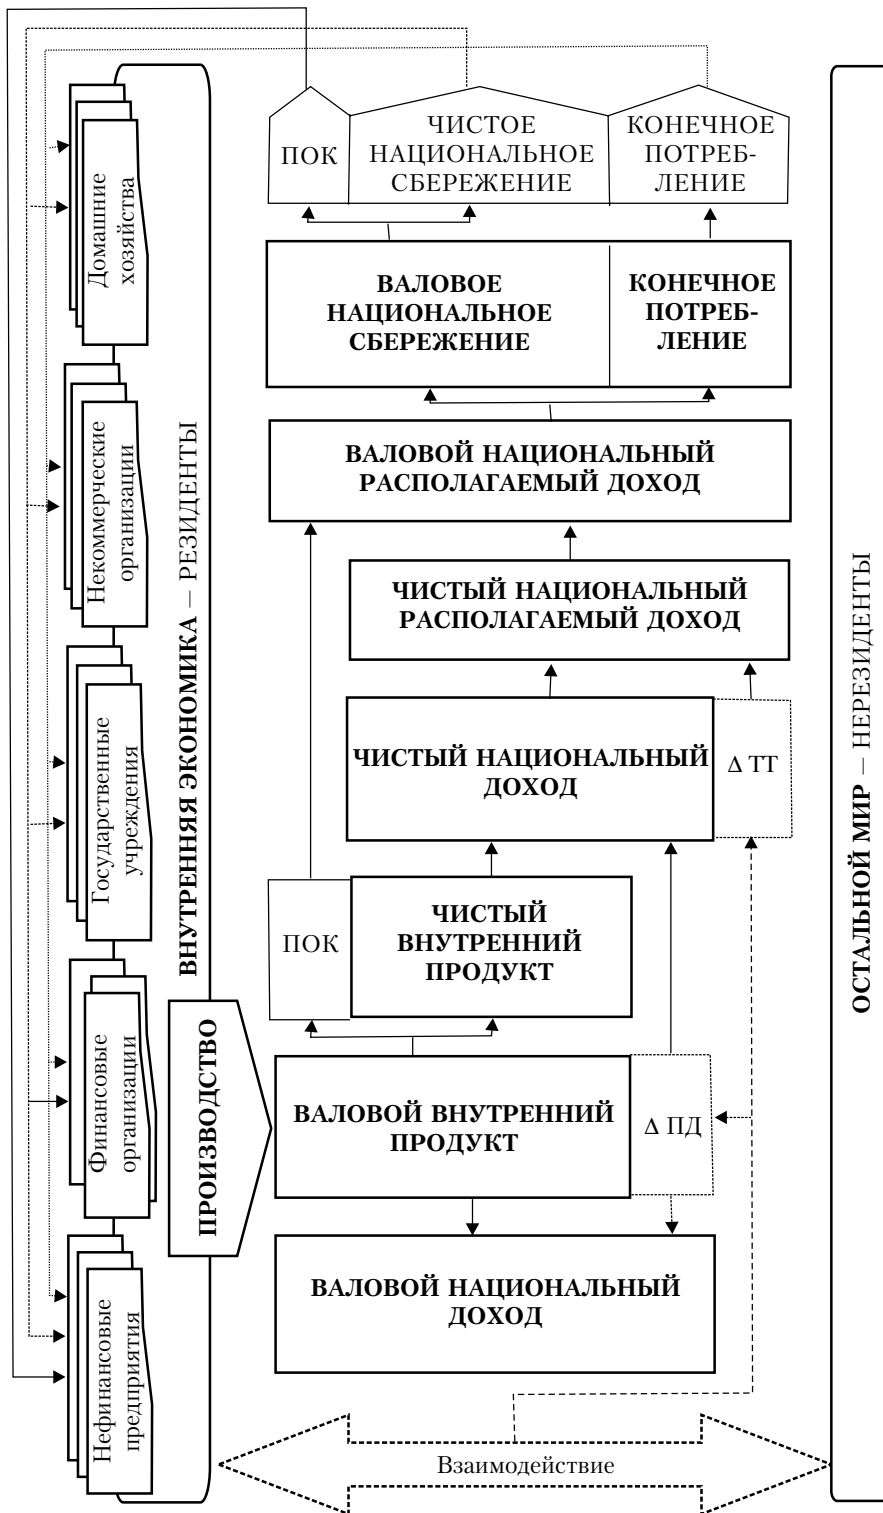 ПОК
ЧИСТОЕ
НАЦИОНАЛЬНОЕ
СБЕРЕЖЕНИЕ
КОНЕЧНОЕ
ПОТРЕБ-
ЛЕНИЕ
ВАЛОВОЕ
НАЦИОНАЛЬНОЕ
СБЕРЕЖЕНИЕ
КОНЕЧНОЕ
ПОТРЕБ-
ЛЕНИЕ
ВАЛОВОЙ НАЦИОНАЛЬНЫЙ
РАСПОЛАГАЕМЫЙ ДОХОД
ЧИСТЫЙ НАЦИОНАЛЬНЫЙ
РАСПОЛАГАЕМЫЙ ДОХОД
ЧИСТЫЙ НАЦИОНАЛЬНЫЙ
ДОХОД
Δ ТТ
ПОК
ЧИСТЫЙ
ВНУТРЕННИЙ
ПРОДУКТ
ВАЛОВОЙ ВНУТРЕННИЙ
ПРОДУКТ
Δ ПД
ВАЛОВОЙ НАЦИОНАЛЬНЫЙ
ДОХОД
Взаимодействие
Домашние
хозяйства
Некоммерческие
организации
Государственные
учреждения
Финансовые
организации
Нефинансовые
предприятия
ВНУТРЕННЯЯ ЭКОНОМИКА – РЕЗИДЕНТЫ
ПРОИЗВОДСТВО
ОСТАЛЬНОЙ МИР – НЕРЕЗИДЕНТЫ